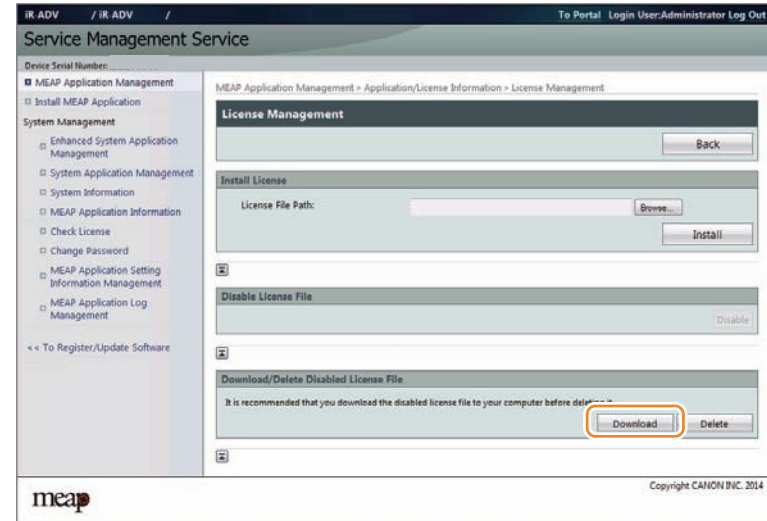 iR-ADV / iR-ADV / To Portal Login User:Administrator Log Out
Service Management Service
Device Serial Number:
MEAP Application Management
Install MEAP Application
System Management
Enhanced System Application
Management
System Application Management
System Information
MEAP Application Information
Check License
Change Password
MEAP Application Setting
Information Management
MEAP Application Log
Management
<< To Register/Update Software
MEAP Application Management > Application/License Information > License Management
License Management
Back
Install License
License File Path:
Browse...
Install
Disable License File
Disable
Download/Delete Disabled License File
It is recommended that you download the disabled license file to your computer before deleting it.
Download Delete
meap
Copyright CANON INC. 2014